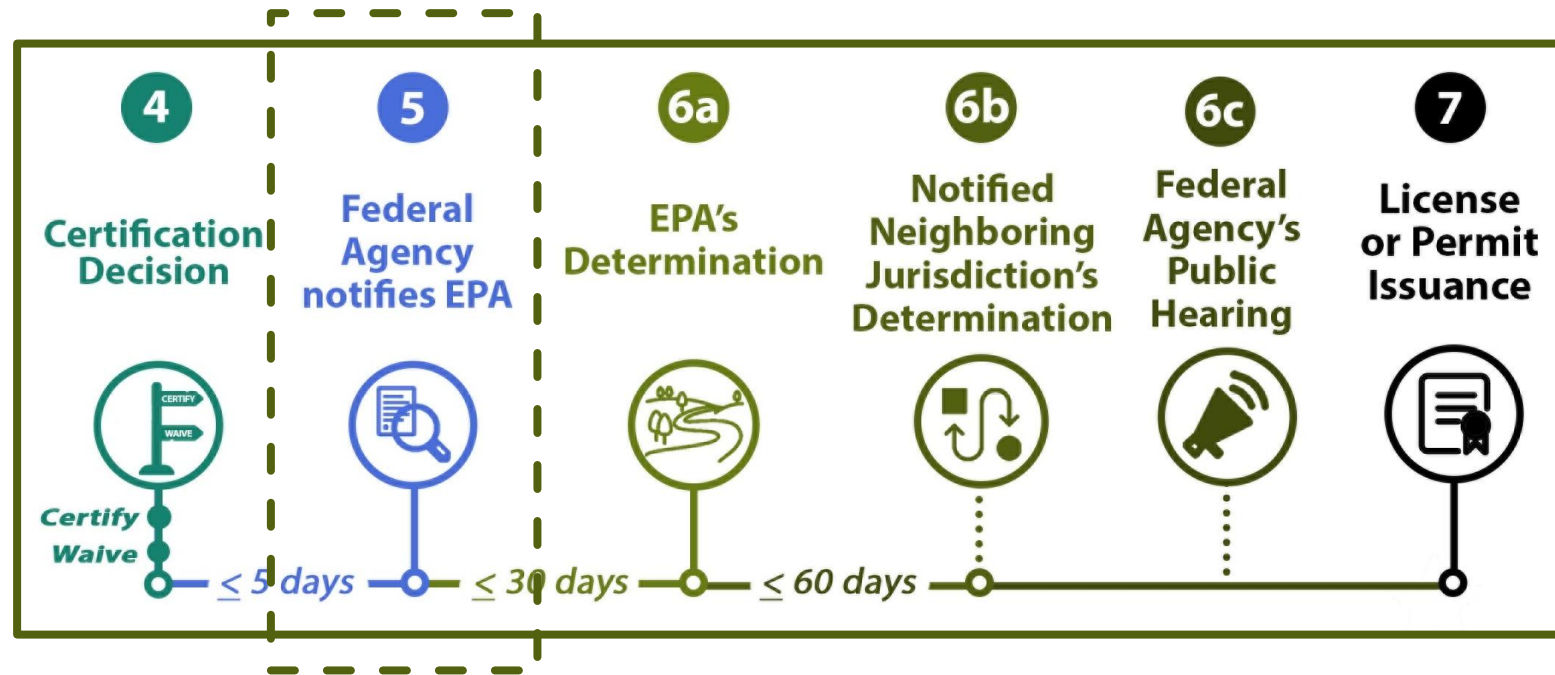 4
Certification
Decision
CERTIFY
WAIVE
Certify
Waive
≤ 5 days
5
Federal
Agency
notifies EPA
≤ 30 days
6a
EPA's
Determination
≤ 60 days
6b
Notified
Neighboring
Jurisdiction's
Determination
6c
Federal
Agency's
Public
Hearing
7
License
or Permit
Issuance